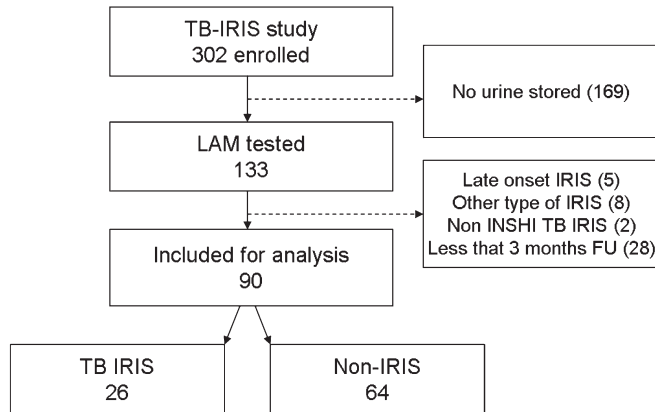 TB-IRIS study
302 enrolled
No urine stored (169)
LAM tested
133
Late onset IRIS (5)
Other type of IRIS (8)
Non INSHI TB IRIS (2)
Less that 3 months FU (28)
Included for analysis
90
TB IRIS
26
Non-IRIS
64